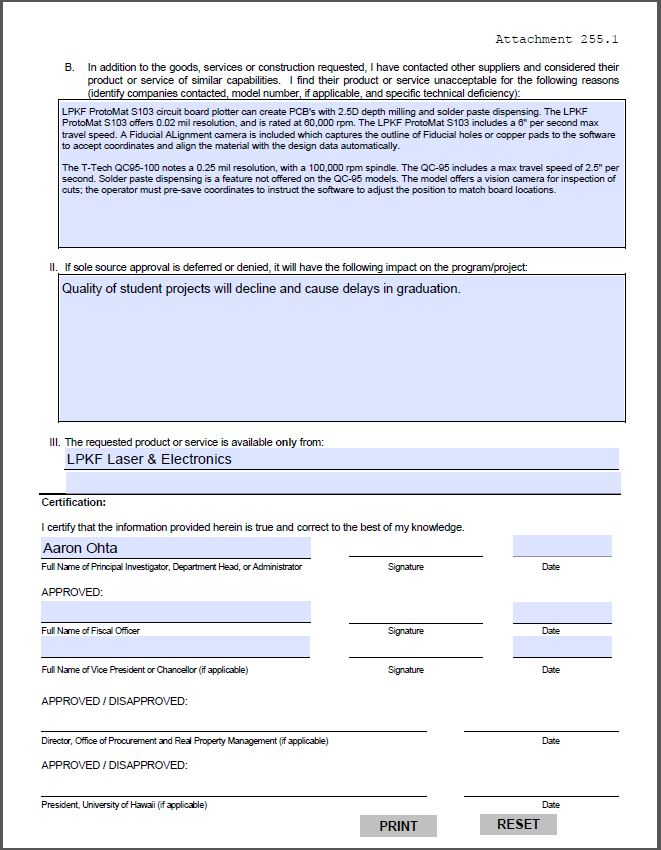 Attachment 255.1
B. In addition to the goods, services or construction requested, I have contacted other suppliers and considered their
product or service of similar capabilities. I find their product or service unacceptable for the following reasons
(identify companies contacted, model number, if applicable, and specific technical deficiency):
LPKF ProtoMat S103 circuit board plotter can create PCB's with 2.5D depth milling and solder paste dispensing. The LPKF
ProtoMat S103 offers 0.02 mil resolution, and is rated at 60,000 rpm. The LPKF ProtoMat S103 includes a 6" per second max
travel speed. A Fiducial ALignment camera is included which captures the outline of Fiducial holes or copper pads to the software
to accept coordinates and align the material with the design data automatically.
The T-Tech QC95-100 notes a 0.25 mil resolution, with a 100,000 rpm spindle. The QC-95 includes a max travel speed of 2.5" per
second. Solder paste dispensing is a feature not offered on the QC-95 models. The model offers a vision camera for inspection of
cuts; the operator must pre-save coordinates to instruct the software to adjust the position to match board locations.
II. If sole source approval is deferred or denied, it will have the following impact on the program/project:
Quality of student projects will decline and cause delays in graduation.
III. The requested product or service is available only from:
LPKF Laser & Electronics
Certification:
I certify that the information provided herein is true and correct to the best of my knowledge.
Aaron Ohta
Full Name of Principal Investigator, Department Head, or Administrator Signature Date
APPROVED:
Full Name of Fiscal Officer Signature Date
Full Name of Vice President or Chancellor (if applicable) Signature Date
APPROVED / DISAPPROVED:
Director, Office of Procurement and Real Property Management (if applicable) Date
APPROVED / DISAPPROVED:
President, University of Hawaii (if applicable) Date
PRINT RESET